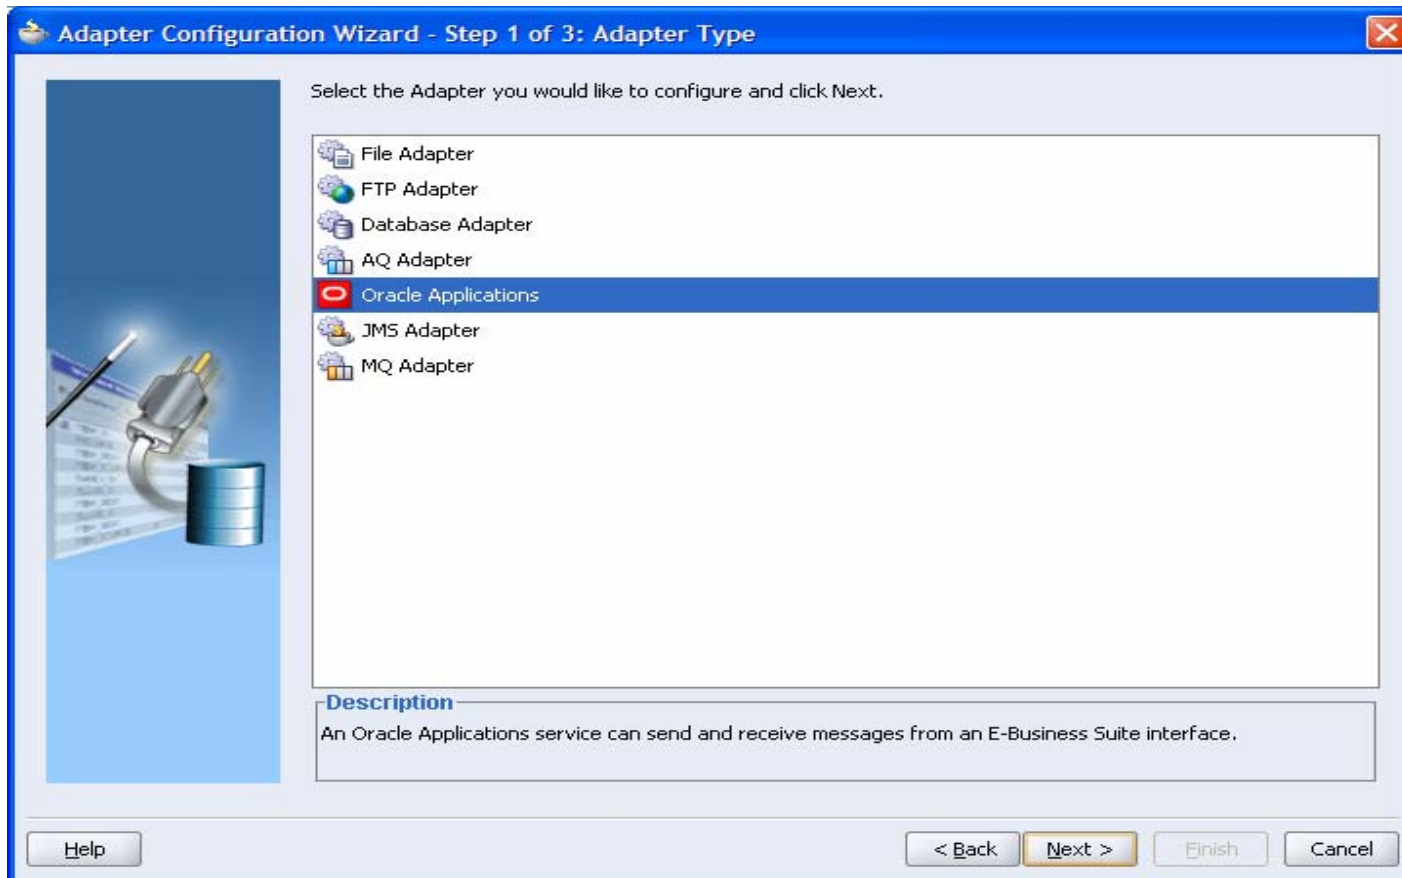 Adapter Configuration Wizard - Step 1 of 3: Adapter Type
Select the Adapter you would like to configure and click Next.
File Adapter
FTP Adapter
Database Adapter
AQ Adapter
Oracle Applications
JMS Adapter
MQ Adapter
Description
An Oracle Applications service can send and receive messages from an E-Business Suite interface.
Help < Back Next > Finish Cancel